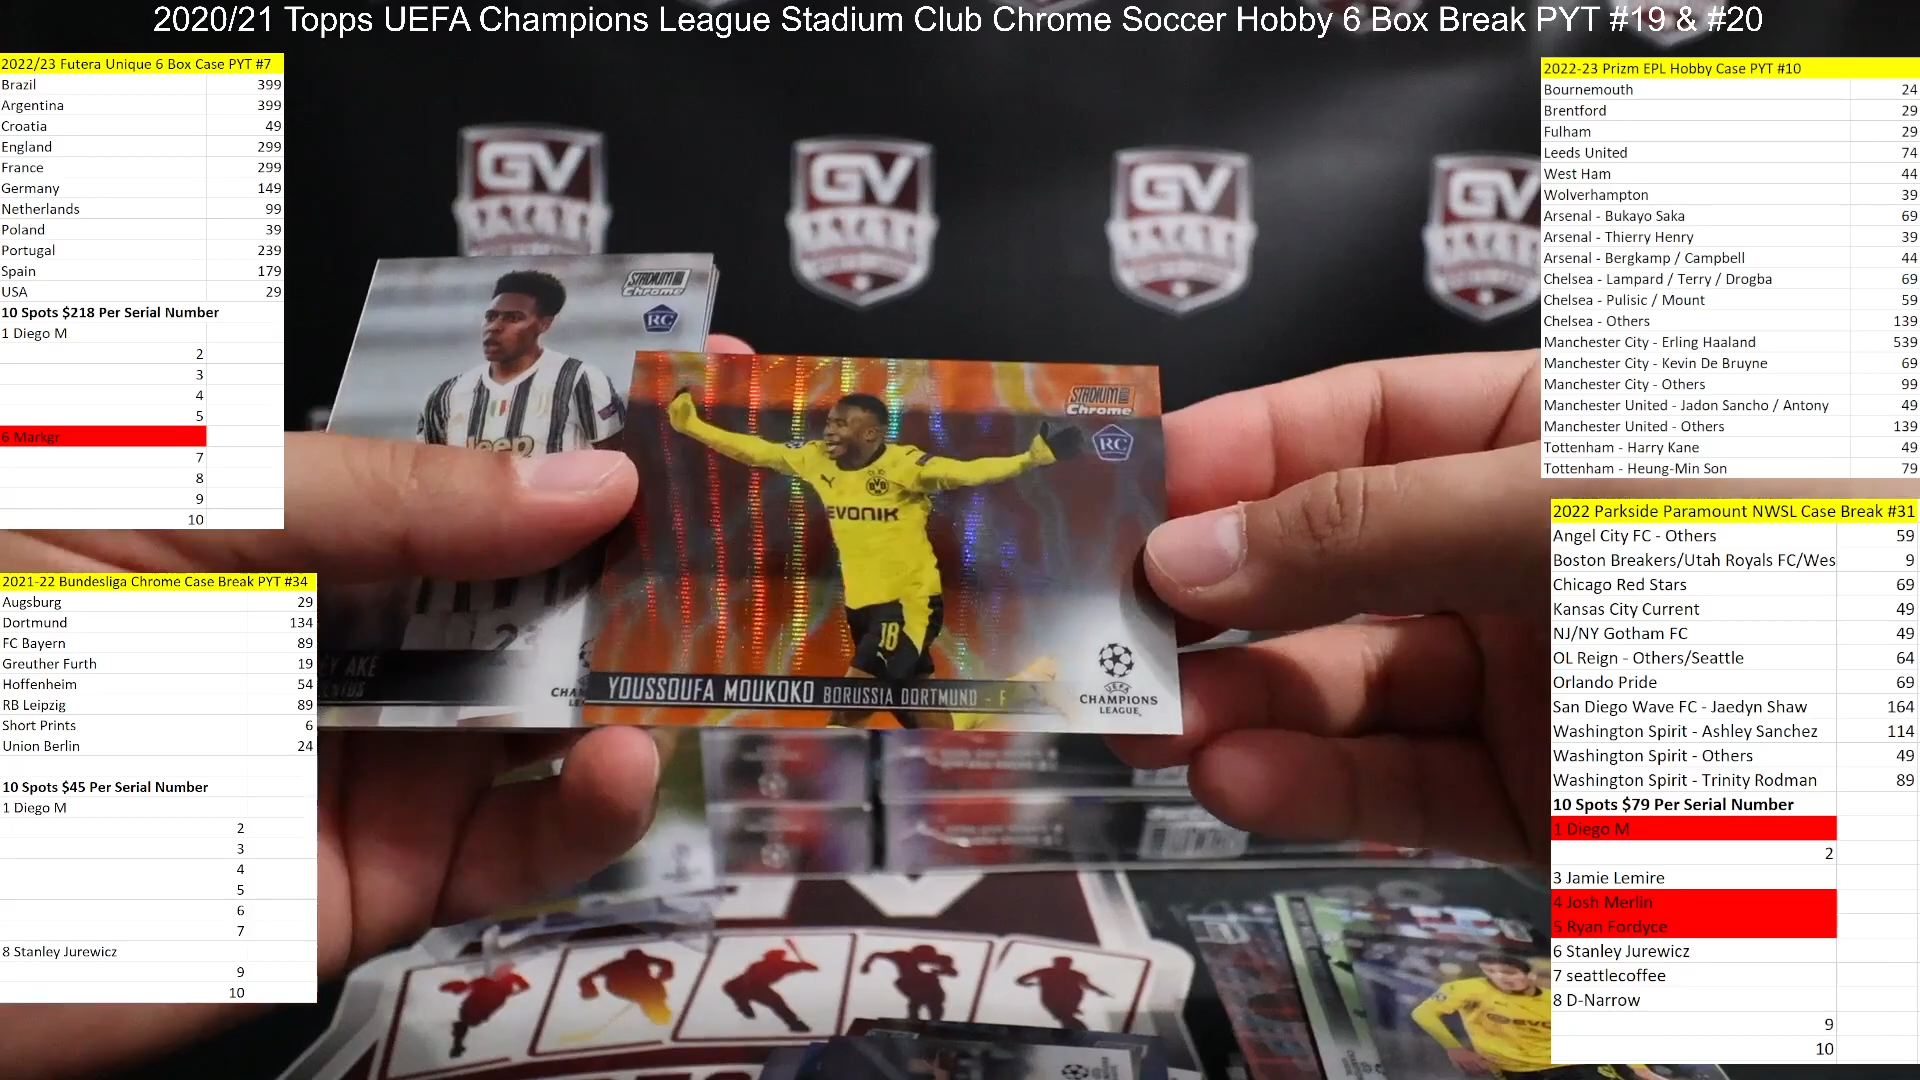 2020/21 Topps UEFA Champions League Stadium Club Chrome Soccer Hobby 6 Box Break PYT #19 & #20
2022/23 Futera Unique 6 Box Case PYT #7
Brazil 399
Argentina 399
Croatia 49
England 299
France 299
Germany 149
Netherlands 99
Poland 39
Portugal 239
Spain 179
USA 29
10 Spots $218 Per Serial Number
1 Diego M
2
3
4
5
6 Markgr
7
8
9
10
2021-22 Bundesliga Chrome Case Break PYT #34
Augsburg 29
Dortmund 134
FC Bayern 89
Greuther Furth 19
Hoffenheim 54
RB Leipzig 89
Short Prints 6
Union Berlin 24
10 Spots $45 Per Serial Number
1 Diego M
2
3
4
5
6
7
8 Stanley Jurewicz
9
10
GV
GV
GV
GV
STADIUM
Chrome
RC
Jeep
AKE
STADIUM
Chrome
RC
BVB
EVONIK
18
YOUSSOUFA MOUKOKO BORUSSIA DORTMUND - F
UEFA
CHAMPIONS
LEAGUE
2022-23 Prizm EPL Hobby Case PYT #10
Bournemouth 24
Brentford 29
Fulham 29
Leeds United 74
West Ham 44
Wolverhampton 39
Arsenal - Bukayo Saka 69
Arsenal - Thierry Henry 39
Arsenal - Bergkamp / Campbell 44
Chelsea - Lampard / Terry / Drogba 69
Chelsea - Pulisic / Mount 59
Chelsea - Others 139
Manchester City - Erling Haaland 539
Manchester City - Kevin De Bruyne 69
Manchester City - Others 99
Manchester United - Jadon Sancho / Antony 49
Manchester United - Others 139
Tottenham - Harry Kane 49
Tottenham - Heung-Min Son 79
2022 Parkside Paramount NWSL Case Break #31
Angel City FC - Others 59
Boston Breakers/Utah Royals FC/Wes 9
Chicago Red Stars 69
Kansas City Current 49
NJ/NY Gotham FC 49
OL Reign - Others/Seattle 64
Orlando Pride 69
San Diego Wave FC - Jaedyn Shaw 164
Washington Spirit - Ashley Sanchez 114
Washington Spirit - Others 49
Washington Spirit - Trinity Rodman 89
10 Spots $79 Per Serial Number
1 Diego M
2
3 Jamie Lemire
4 Josh Merlin
5 Ryan Fordyce
6 Stanley Jurewicz
7 seattlecoffee
8 D-Narrow
9
10